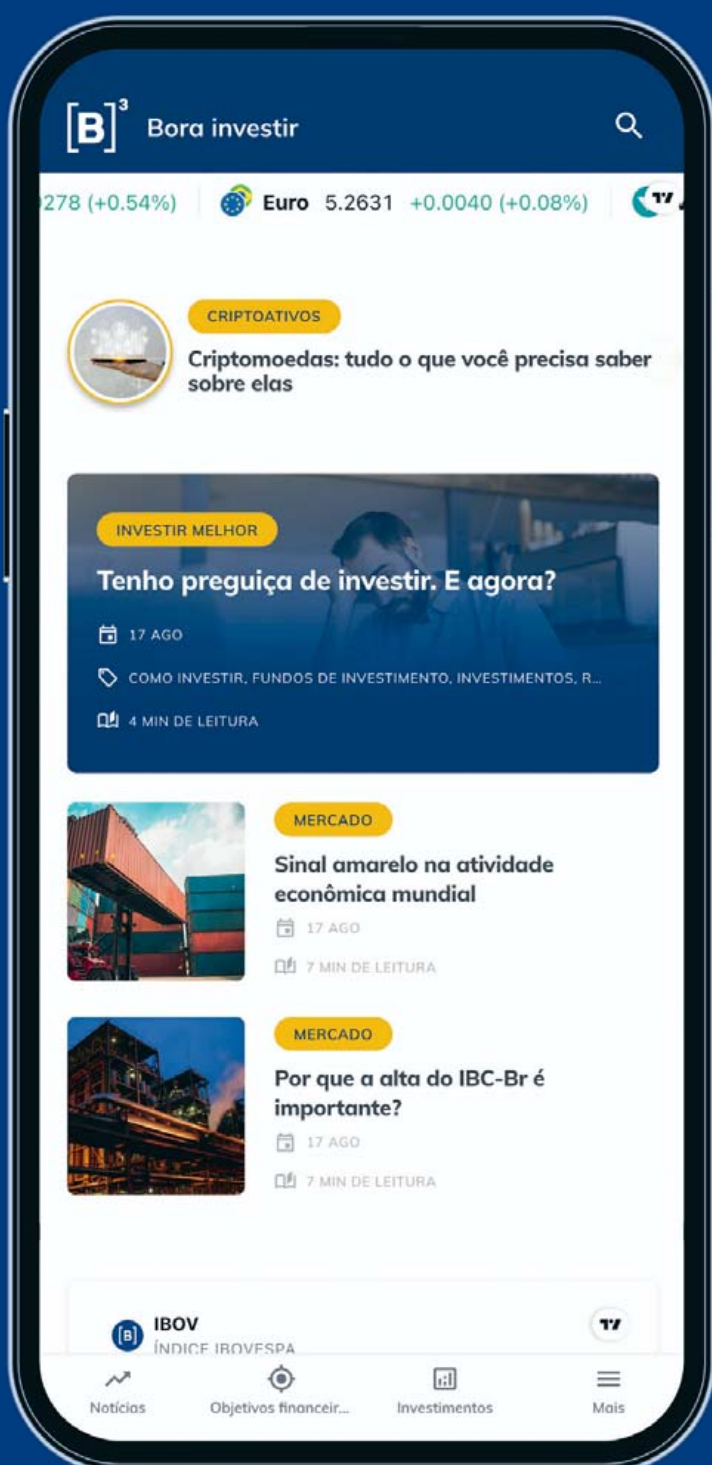 [B]³ Bora investir
278 (+0.54%) Euro 5.2631 +0.0040 (+0.08%)
CRIPTOATIVOS
Criptomoedas: tudo o que você precisa saber
sobre elas
INVESTIR MELHOR
Tenho preguiça de investir. E agora?
17 AGO
COMO INVESTIR, FUNDOS DE INVESTIMENTO, INVESTIMENTOS, R...
4 MIN DE LEITURA
MERCADO
Sinal amarelo na atividade
econômica mundial
17 AGO
7 MIN DE LEITURA
MERCADO
Por que a alta do IBC-Br é
importante?
17 AGO
7 MIN DE LEITURA
[B] IBOV
ÍNDICE IBOVESPA
Notícias Objetivos financeir... Investimentos Mais